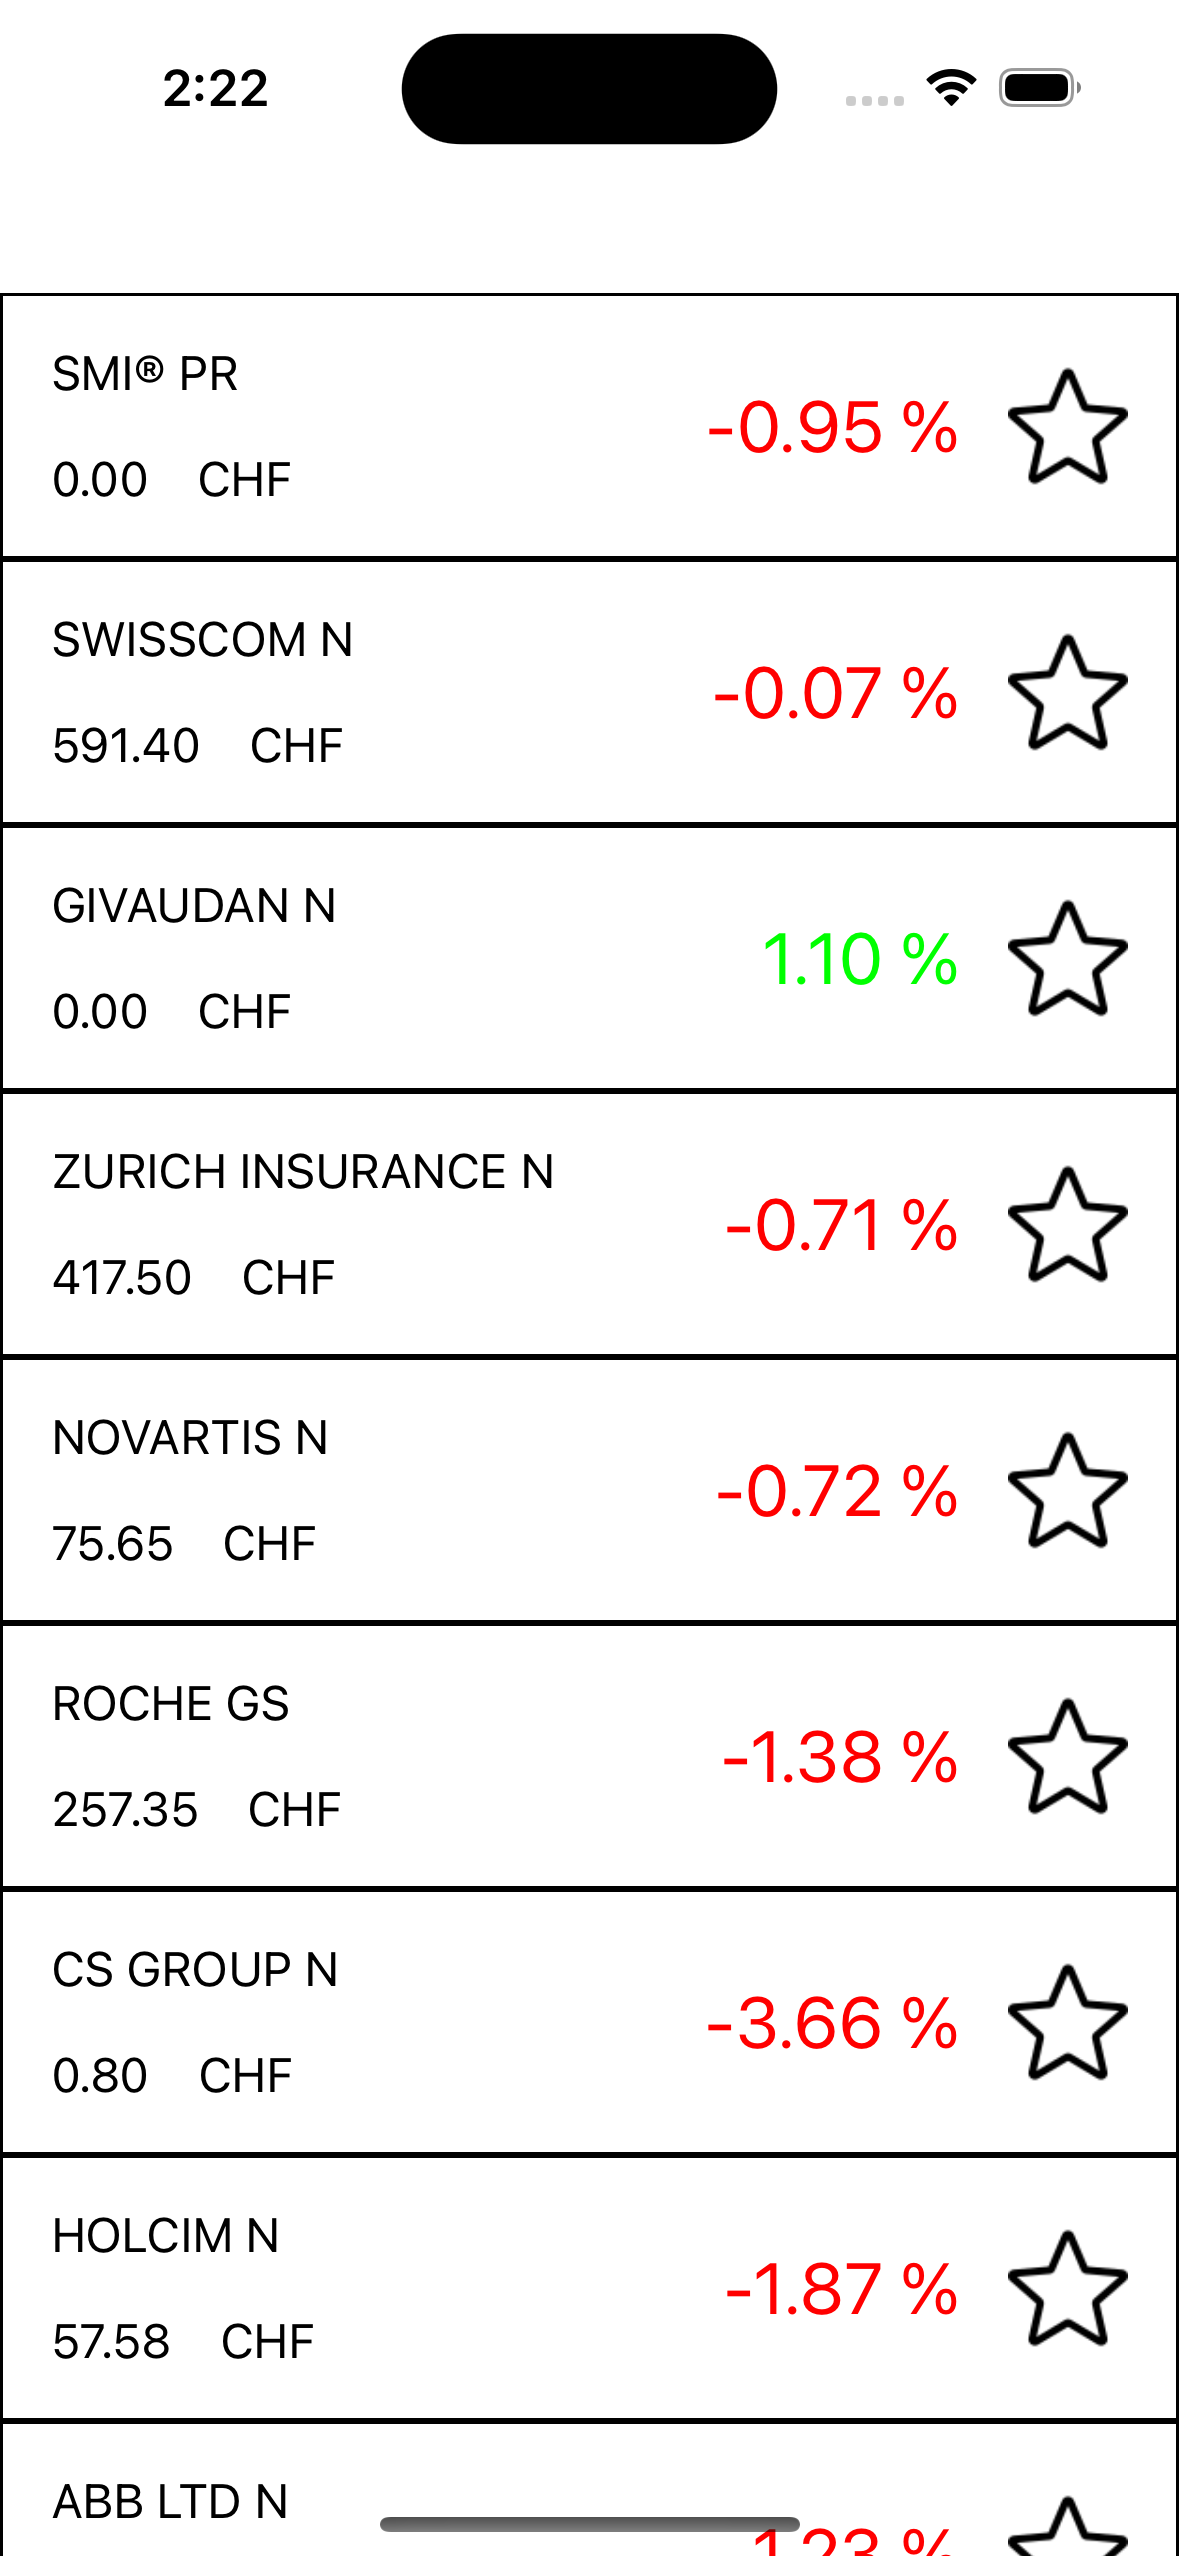 2:22
SMI® PR
-0.95 %
0.00 CHF
SWISSCOM N
-0.07 %
591.40 CHF
GIVAUDAN N
1.10 %
0.00 CHF
ZURICH INSURANCE N
-0.71 %
417.50 CHF
NOVARTIS N
-0.72 %
75.65 CHF
ROCHE GS
-1.38 %
257.35 CHF
CS GROUP N
-3.66 %
0.80 CHF
HOLCIM N
-1.87 %
57.58 CHF
ABB LTD N